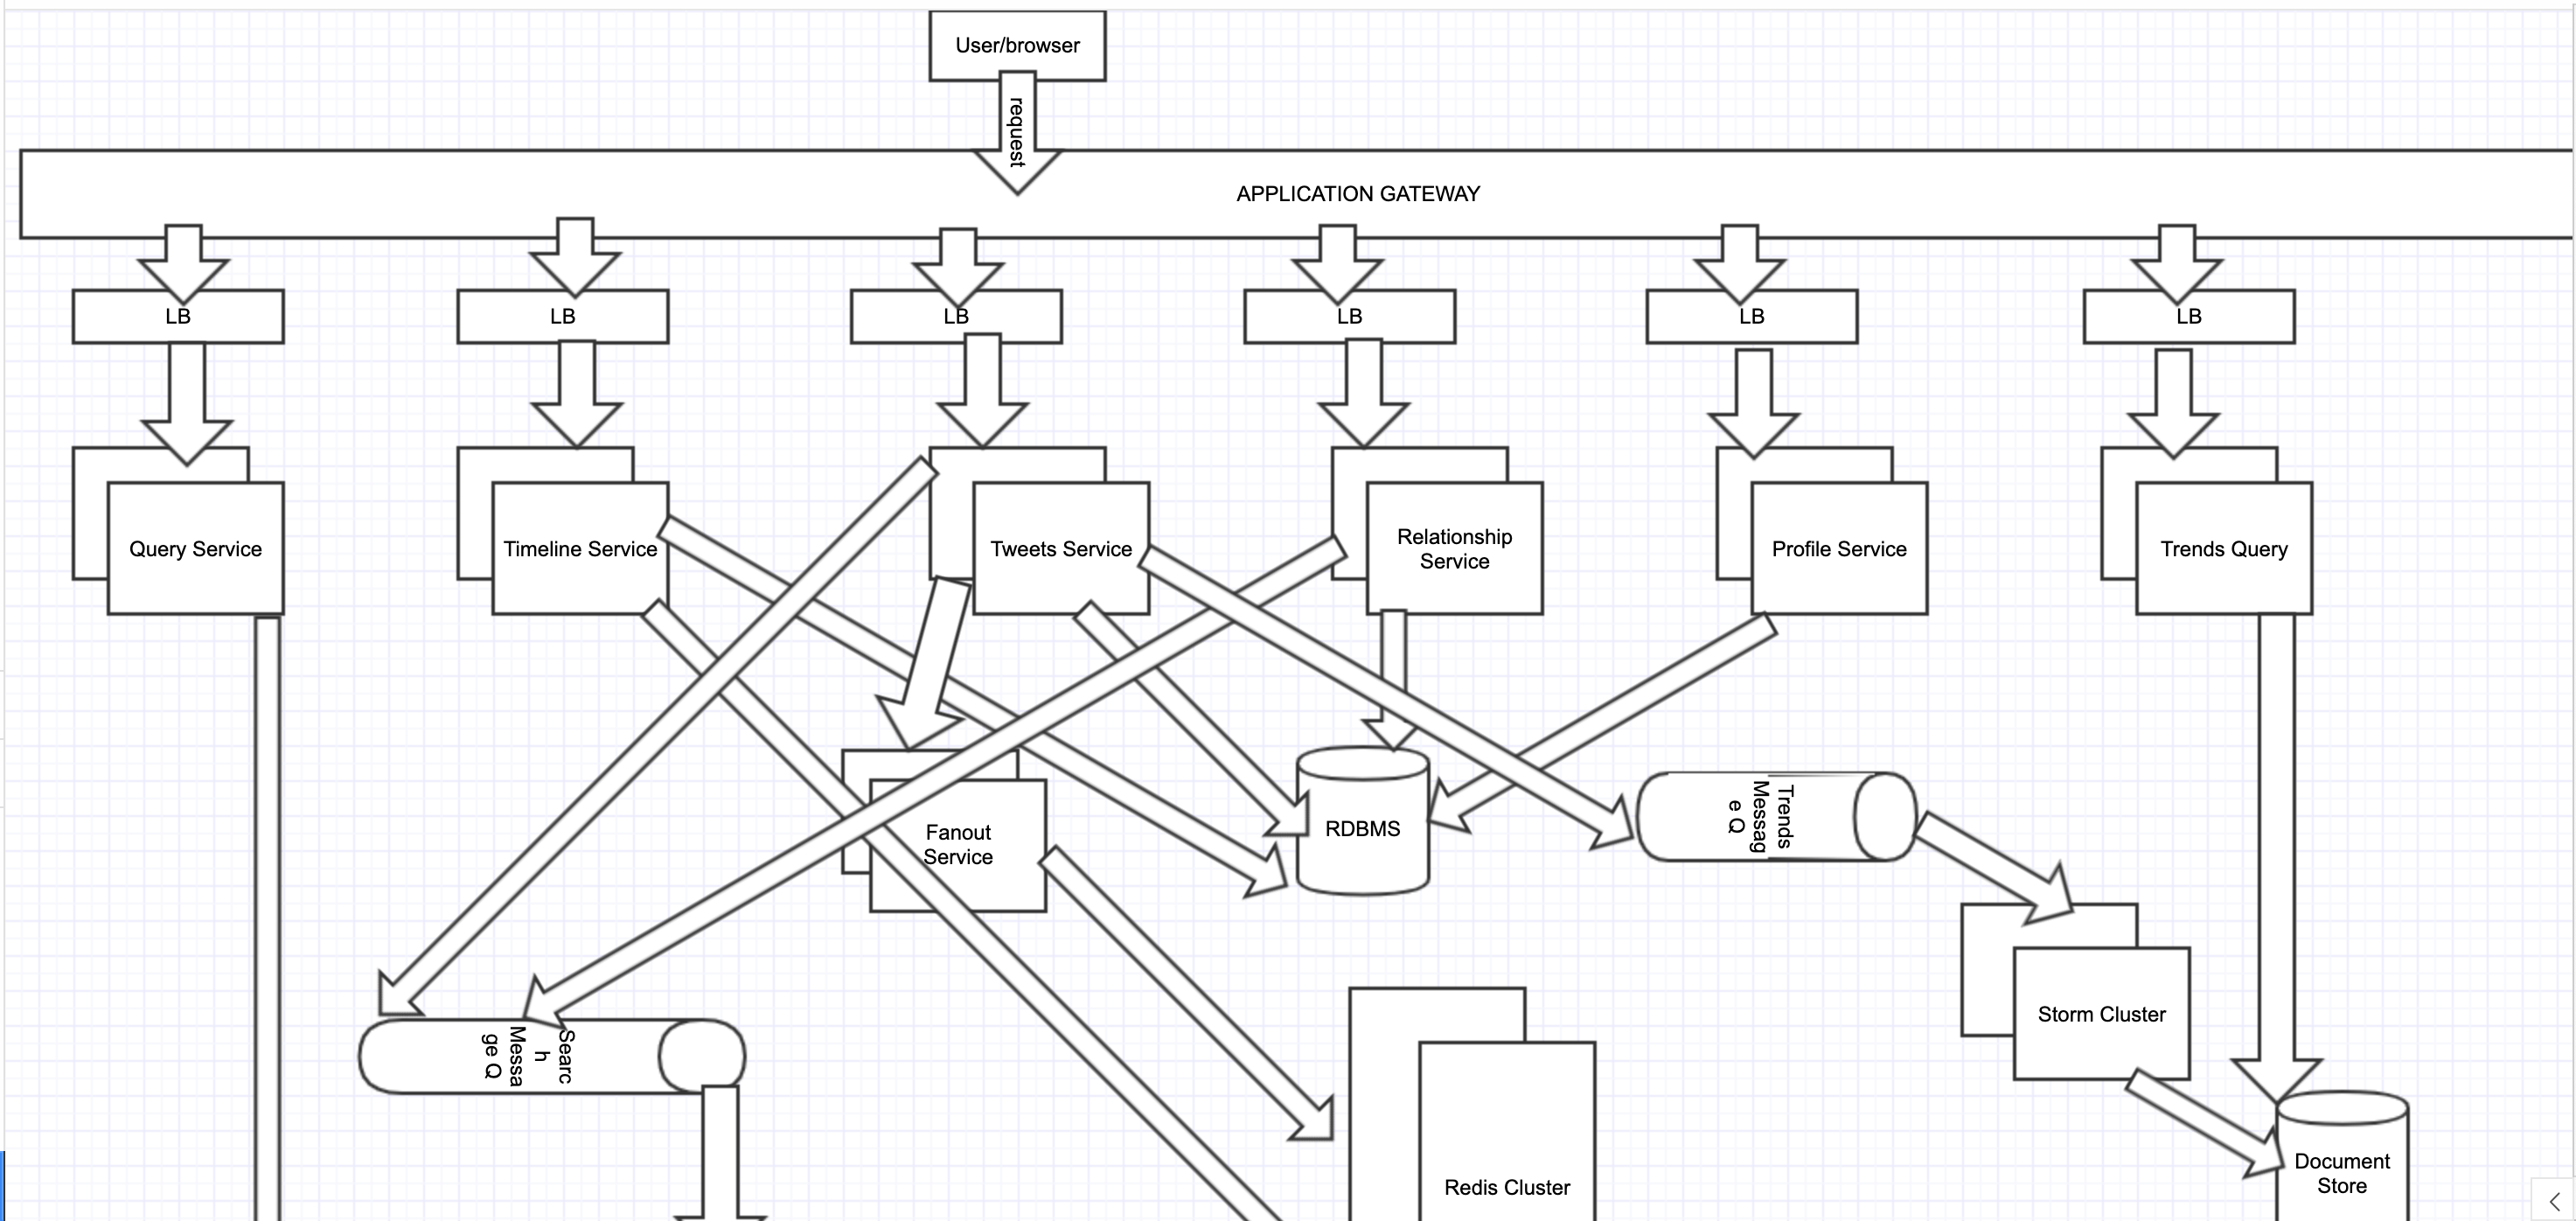 User/browser
request
APPLICATION GATEWAY
LB
LB
LB
LB
LB
LB
Query Service
Timeline Service
Tweets Service
Relationship
Service
Profile Service
Trends Query
Fanout
Service
RDBMS
Trends
Messag
e Q
Storm Cluster
Searc
h
Messa
ge Q
Redis Cluster
Document
Store